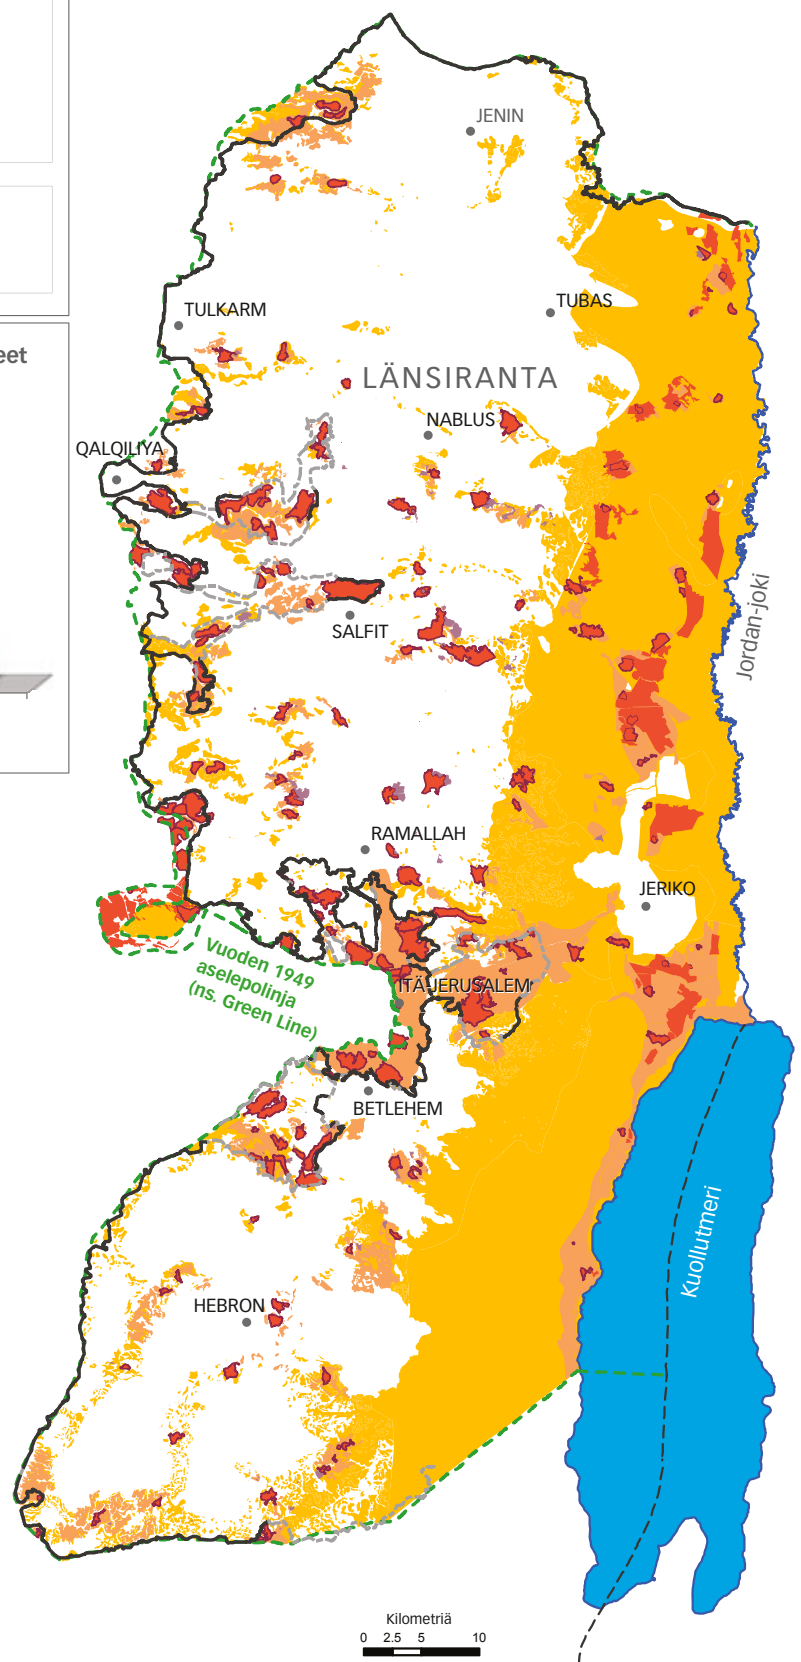 eet
JENIN
TULKARM
TUBAS
LÄNSIRANTA
NABLUS
QALQILIYA
SALFIT
Jordan-joki
RAMALLAH
JERIKO
Vuoden 1949
aselepolinja
(ns. Green Line)
ITÄ-JERUSALEM
BETLEHEM
Kuollutmeri
HEBRON
Kilometriä
0 2.5 5 10